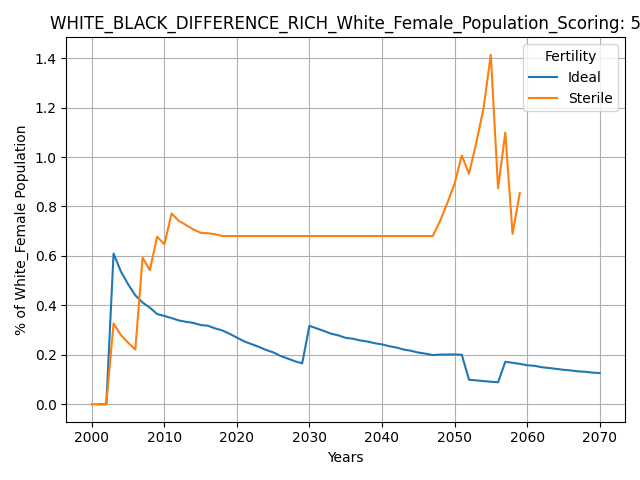 WHITE_BLACK_DIFFERENCE_RICH_White_Female_Population_Scoring: 5
% of White_Female Population
1.4
1.2
1.0
0.8
0.6
0.4
0.2
0.0
Fertility
Ideal
Sterile
2000 2010 2020 2030 2040 2050 2060 2070
Years